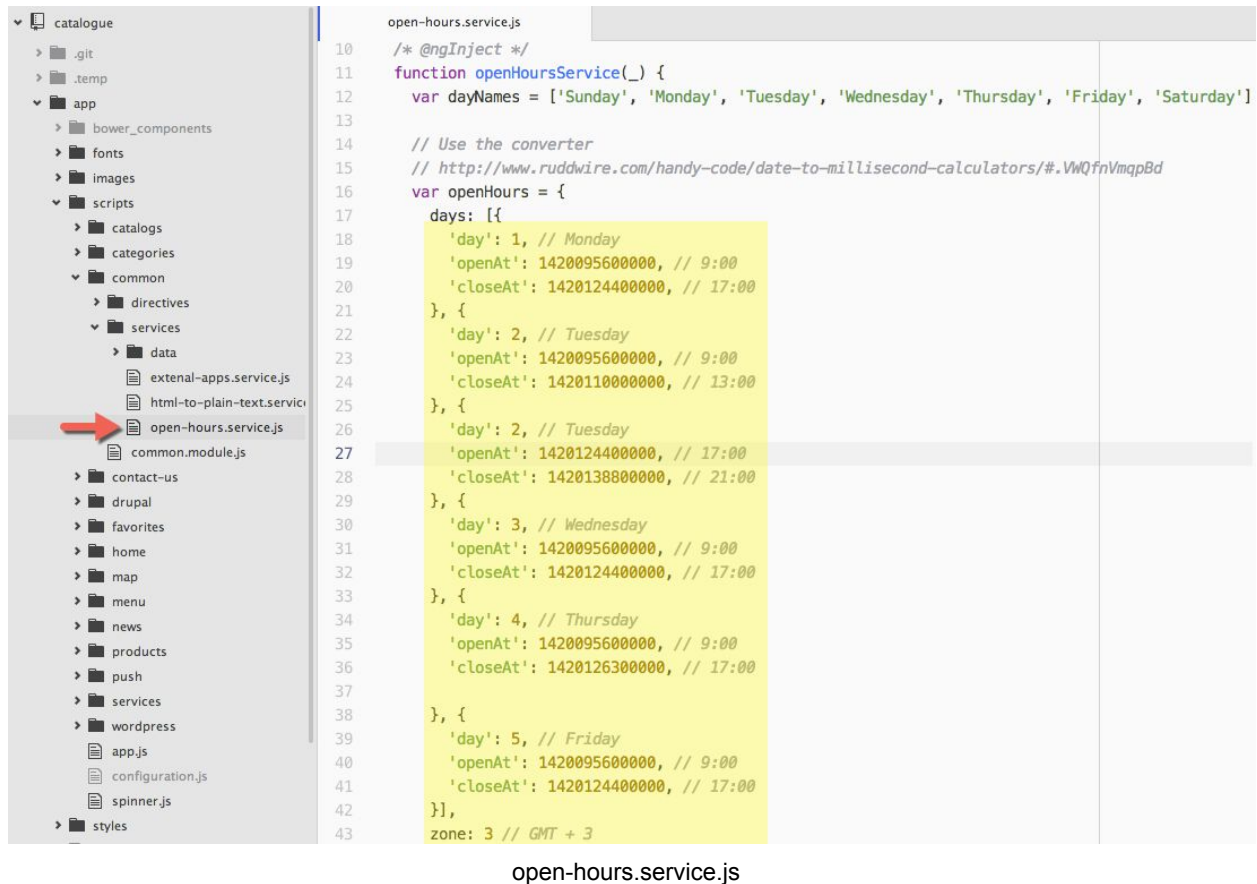 catalogue
.git
.temp
app
bower_components
fonts
images
scripts
catalogs
categories
common
directives
services
data
extenal-apps.service.js
html-to-plain-text.servic
open-hours.service.js
common.module.js
contact-us
drupal
favorites
home
map
menu
news
products
push
services
wordpress
app.js
configuration.js
spinner.js
styles
open-hours.service.js
10 /* @ngInject */
11 function openHoursService(_) {
12 var dayNames = ['Sunday', 'Monday', 'Tuesday', 'Wednesday', 'Thursday', 'Friday', 'Saturday']
13
14 // Use the converter
15 // http://www.ruddwire.com/handy-code/date-to-millisecond-calculators/#.VWQfnVmqpBd
16 var openHours = {
17 days: [{
18 'day': 1, // Monday
19 'openAt': 1420095600000, // 9:00
20 'closeAt': 1420124400000, // 17:00
21 }, {
22 'day': 2, // Tuesday
23 'openAt': 1420095600000, // 9:00
24 'closeAt': 1420110000000, // 13:00
25 }, {
26 'day': 2, // Tuesday
27 'openAt': 1420124400000, // 17:00
28 'closeAt': 1420138800000, // 21:00
29 }, {
30 'day': 3, // Wednesday
31 'openAt': 1420095600000, // 9:00
32 'closeAt': 1420124400000, // 17:00
33 }, {
34 'day': 4, // Thursday
35 'openAt': 1420095600000, // 9:00
36 'closeAt': 1420126300000, // 17:00
37
38 }, {
39 'day': 5, // Friday
40 'openAt': 1420095600000, // 9:00
41 'closeAt': 1420124400000, // 17:00
42 }],
43 zone: 3 // GMT + 3
open-hours.service.js